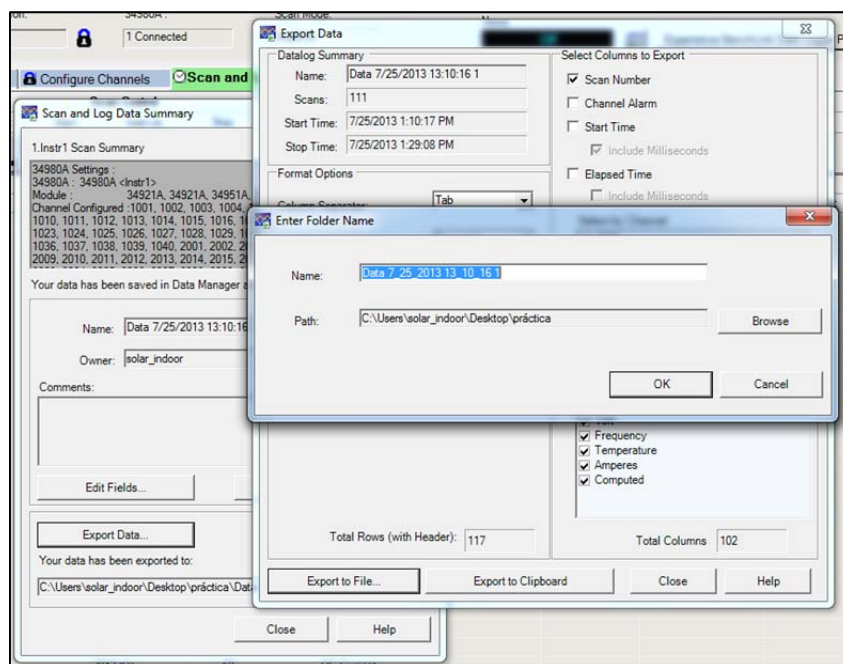 34980A :
Scan Mode:
1 Connected
Configure Channels
Scan and
Scan and Log Data Summary
1.Instr1 Scan Summary
34980A Settings :
34980A : 34980A <Instr1>
Module : 34921A, 34921A, 34951A,
Channel Configured :1001, 1002, 1003, 1004,
1010, 1011, 1012, 1013, 1014, 1015, 1016,
1023, 1024, 1025, 1026, 1027, 1028, 1029,
1036, 1037, 1038, 1039, 1040, 2001, 2002,
2009, 2010, 2011, 2012, 2013, 2014, 2015,
Your data has been saved in Data Manager
Name: Data 7/25/2013 13:10:16
Owner: solar_indoor
Comments:
Edit Fields...
Export Data...
Your data has been exported to:
C:\Users\solar_indoor\Desktop\práctica\Dat
Close Help
Export Data
Datalog Summary
Name: Data 7/25/2013 13:10:16 1
Scans: 111
Start Time: 7/25/2013 1:10:17 PM
Stop Time: 7/25/2013 1:29:08 PM
Format Options
Column Separator: Tab
Select Columns to Export
Scan Number
Channel Alarm
Start Time
Include Milliseconds
Elapsed Time
Include Milliseconds
Enter Folder Name
Name: Data 7_25_2013 13_10_16 1
Path: C:\Users\solar_indoor\Desktop\práctica
Browse
OK Cancel
Frequency
Temperature
Amperes
Computed
Total Rows (with Header): 117
Total Columns 102
Export to File... Export to Clipboard Close Help